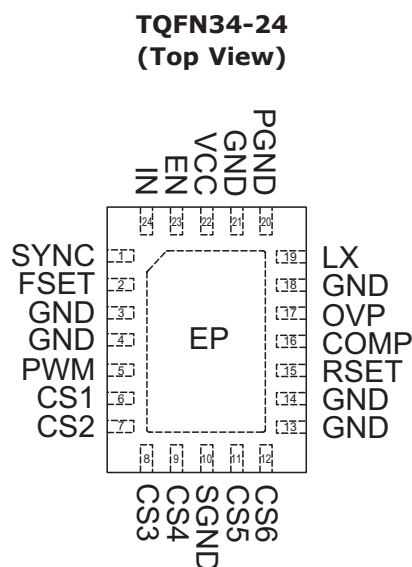 TQFN34-24
(Top View)
IN
EN
VCC
GND
PGND
24
23
22
21
20
SYNC 1
FSET 2
GND 3
GND 4
PWM 5
CS1 6
CS2 7
EP
19 LX
18 GND
17 OVP
16 COMP
15 RSET
14 GND
13 GND
8
9
10
11
12
CS3
CS4
SGND
CS5
CS6